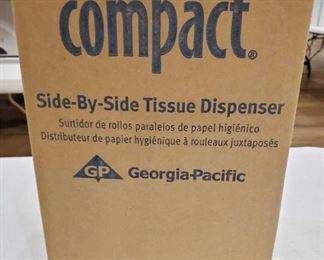 compact®
Side-By-Side Tissue Dispenser
Surtidor de rollos paralelos de papel higiénico
Distributeur de papier hygiénique à rouleaux juxtaposés
GP Georgia-Pacific